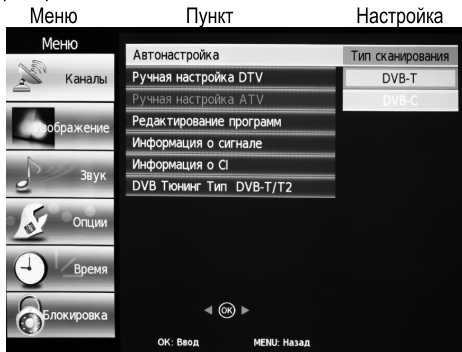 Меню Пункт Настройка
Меню
Каналы
Изображение
Звук
Опции
Время
Блокировка
Автонастройка
Ручная настройка DTV
Ручная настройка ATV
Редактирование программ
Информация о сигнале
Информация о CI
DVB Тюнинг Тип DVB-T/T2
Тип сканирования
DVB-T
DVB-C
OK
OK: Ввод MENU: Назад